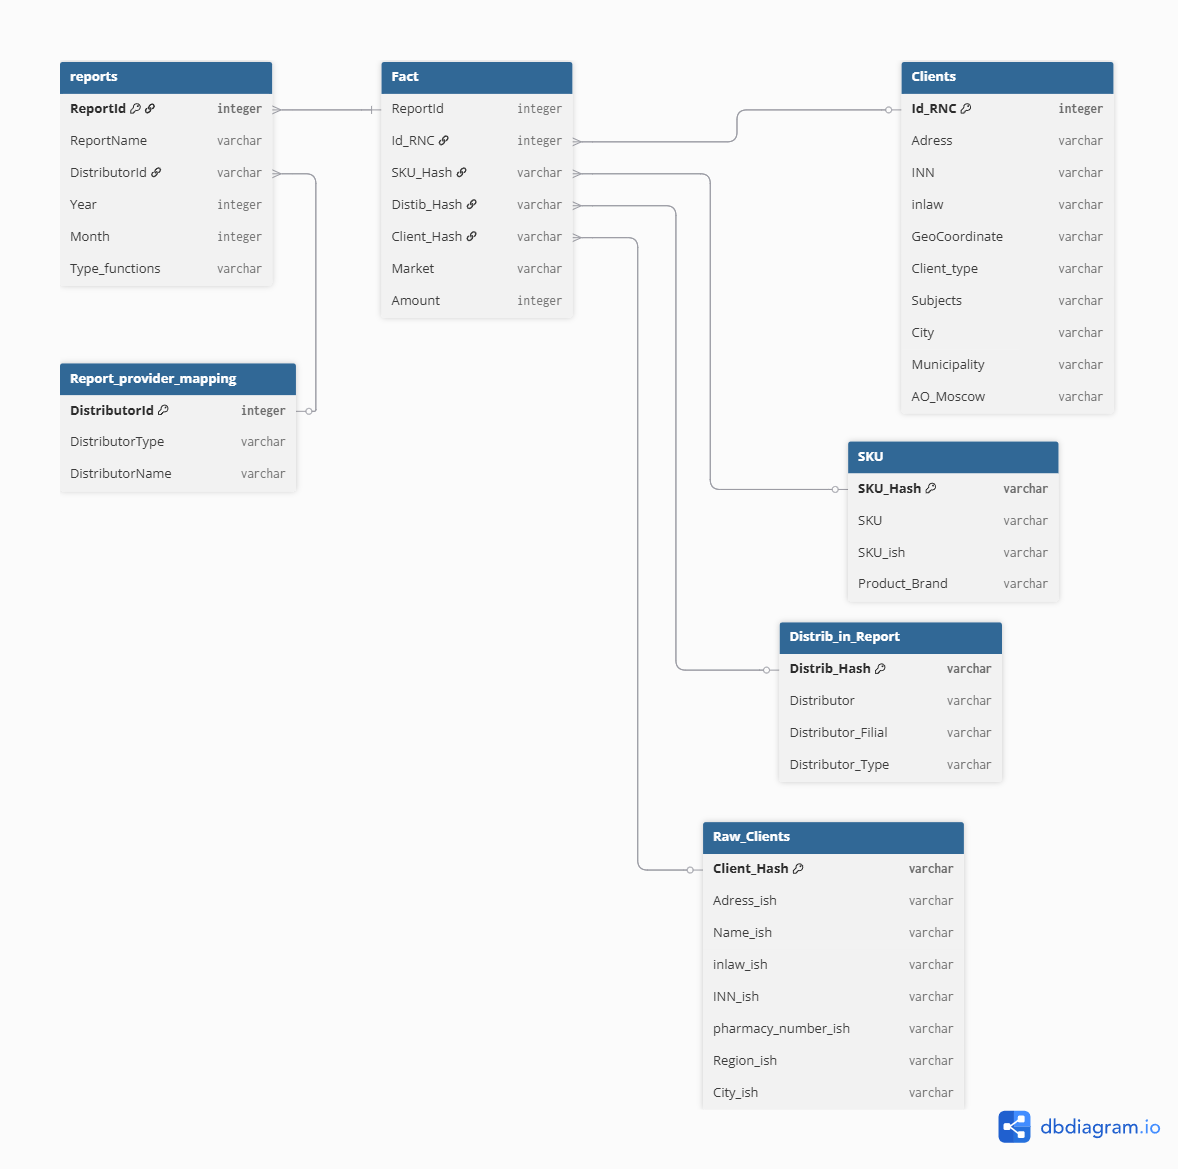 reports
ReportId integer
ReportName varchar
DistributorId varchar
Year integer
Month integer
Type_functions varchar
Fact
ReportId integer
Id_RNC integer
SKU_Hash varchar
Distib_Hash varchar
Client_Hash varchar
Market varchar
Amount integer
Clients
Id_RNC integer
Adress varchar
INN varchar
inlaw varchar
GeoCoordinate varchar
Client_type varchar
Subjects varchar
City varchar
Municipality varchar
AO_Moscow varchar
Report_provider_mapping
DistributorId integer
DistributorType varchar
DistributorName varchar
SKU
SKU_Hash varchar
SKU varchar
SKU_ish varchar
Product_Brand varchar
Distrib_in_Report
Distrib_Hash varchar
Distributor varchar
Distributor_Filial varchar
Distributor_Type varchar
Raw_Clients
Client_Hash varchar
Adress_ish varchar
Name_ish varchar
inlaw_ish varchar
INN_ish varchar
pharmacy_number_ish varchar
Region_ish varchar
City_ish varchar
dbdiagram.io